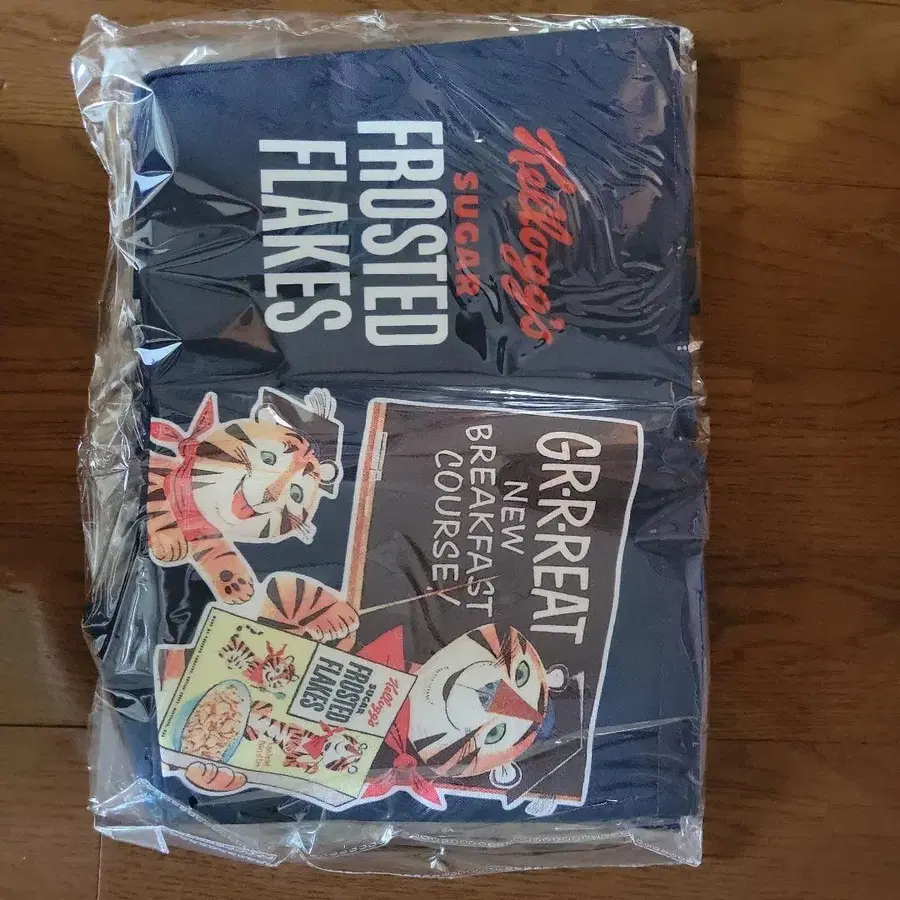 Kellogg's
SUGAR
FROSTED
FLAKES
GR-R-REAT
NEW
BREAKFAST
COURSE!
Kellogg's
SUGAR
FROSTED
FLAKES